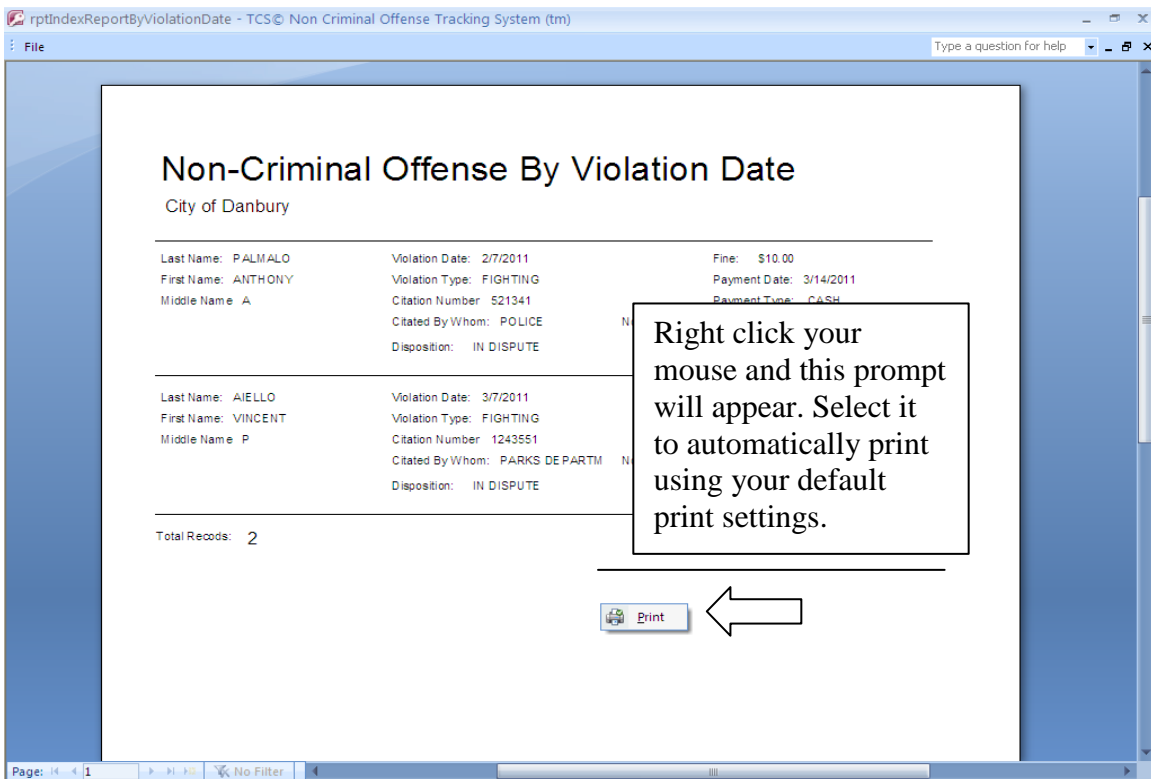 rptIndexReportByViolationDate - TCS© Non Criminal Offense Tracking System (tm)
File
Type a question for help
Non-Criminal Offense By Violation Date
City of Danbury
Last Name: PALMALO Violation Date: 2/7/2011 Fine: $10.00
First Name: ANTHONY Violation Type: FIGHTING Payment Date: 3/14/2011
Middle Name A Citation Number 521341 Payment Type: CASH
Cited By Whom: POLICE
Disposition: IN DISPUTE
Right click your
mouse and this prompt
will appear. Select it
to automatically print
using your default
print settings.
Last Name: AIELLO Violation Date: 3/7/2011
First Name: VINCENT Violation Type: FIGHTING
Middle Name P Citation Number 1243551
Cited By Whom: PARKS DEPARTM
Disposition: IN DISPUTE
Total Records: 2
Print
Page: 1 No Filter